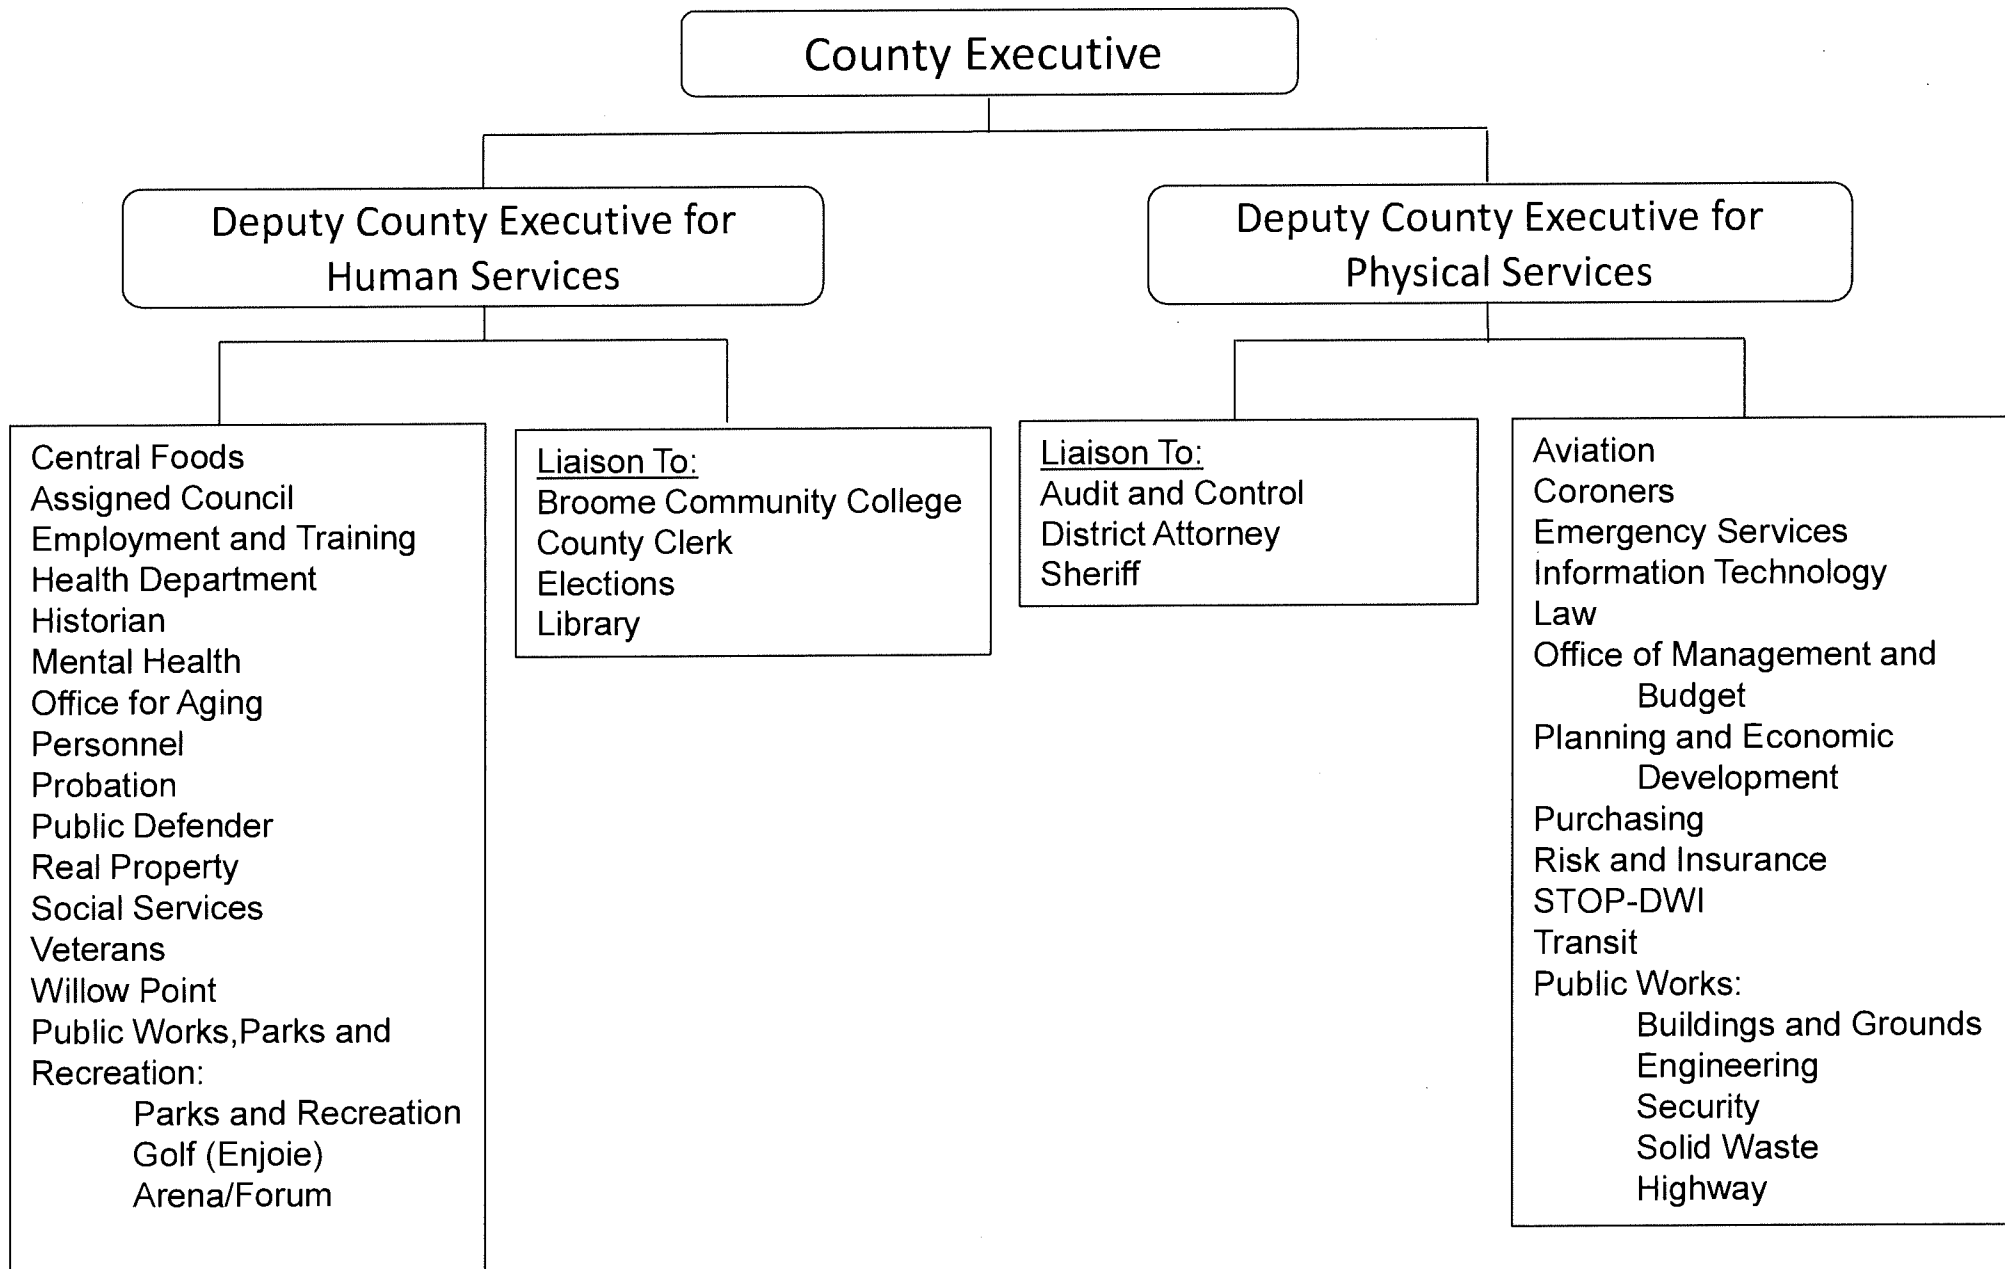 County Executive
Deputy County Executive for
Human Services
Deputy County Executive for
Physical Services
Central Foods
Assigned Council
Employment and Training
Health Department
Historian
Mental Health
Office for Aging
Personnel
Probation
Public Defender
Real Property
Social Services
Veterans
Willow Point
Public Works,Parks and
Recreation:
Parks and Recreation
Golf (Enjoie)
Arena/Forum
Liaison To:
Broome Community College
County Clerk
Elections
Library
Liaison To:
Audit and Control
District Attorney
Sheriff
Aviation
Coroners
Emergency Services
Information Technology
Law
Office of Management and
Budget
Planning and Economic
Development
Purchasing
Risk and Insurance
STOP-DWI
Transit
Public Works:
Buildings and Grounds
Engineering
Security
Solid Waste
Highway